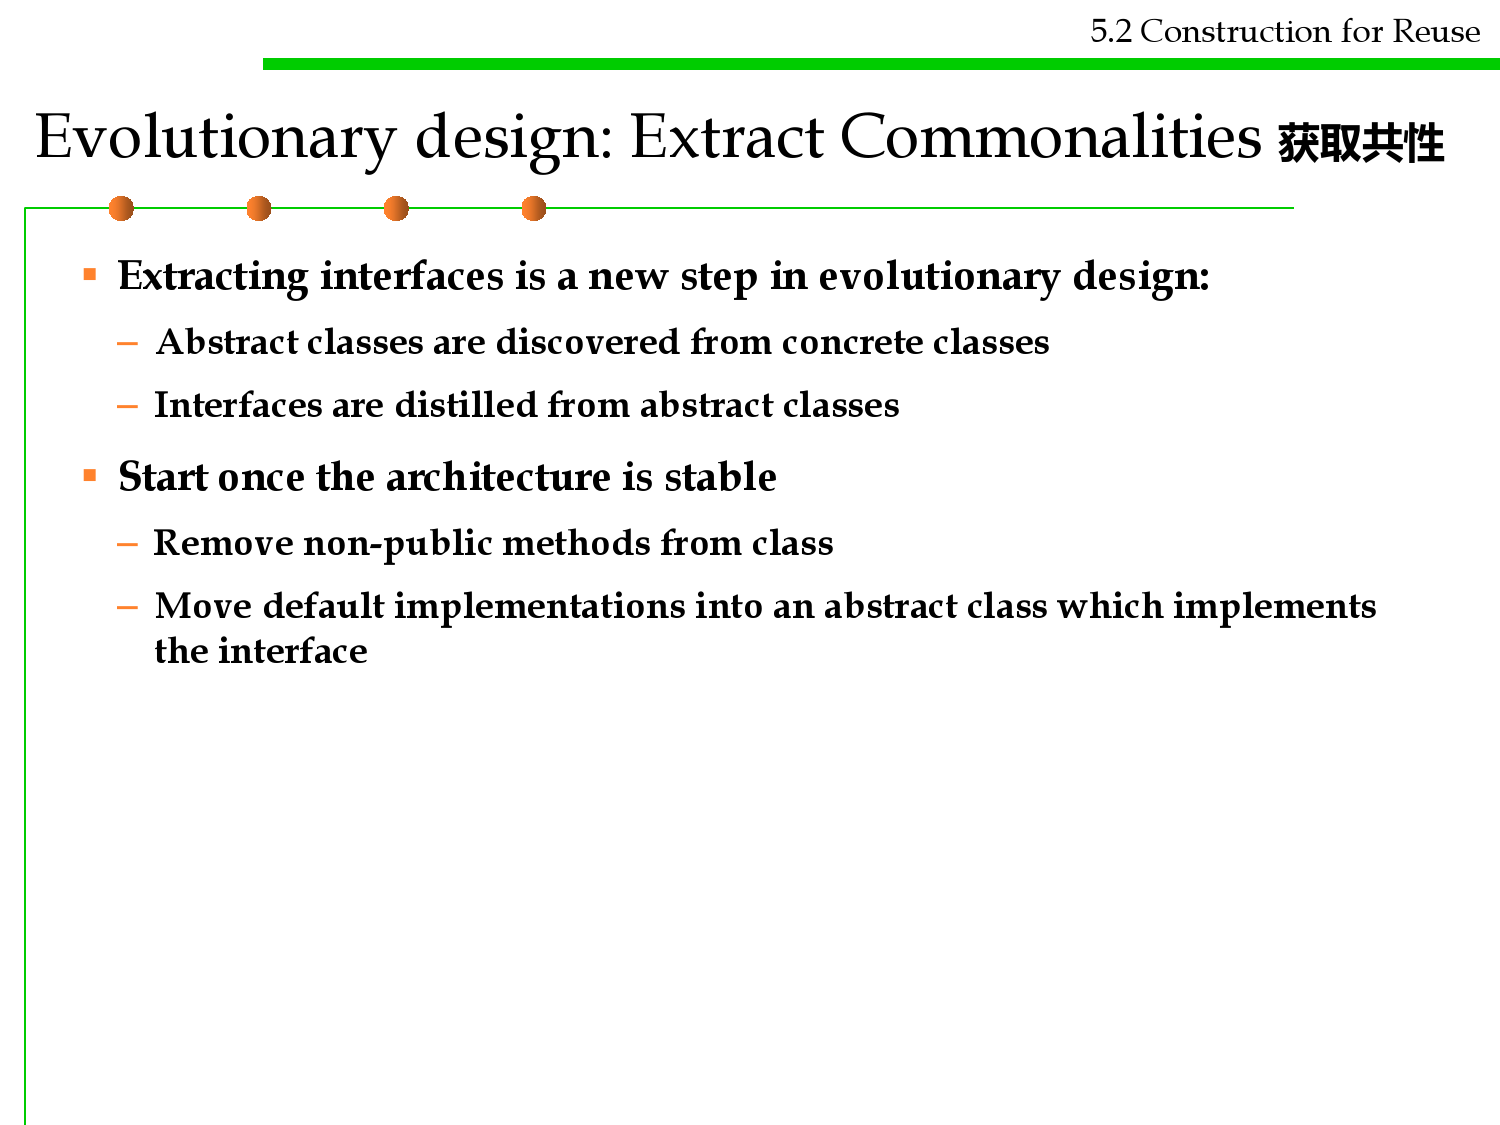 5.2 Construction for Reuse
Evolutionary design: Extract Commonalities 获取共性
▪ Extracting interfaces is a new step in evolutionary design:
– Abstract classes are discovered from concrete classes
– Interfaces are distilled from abstract classes
▪ Start once the architecture is stable
– Remove non-public methods from class
– Move default implementations into an abstract class which implements
the interface